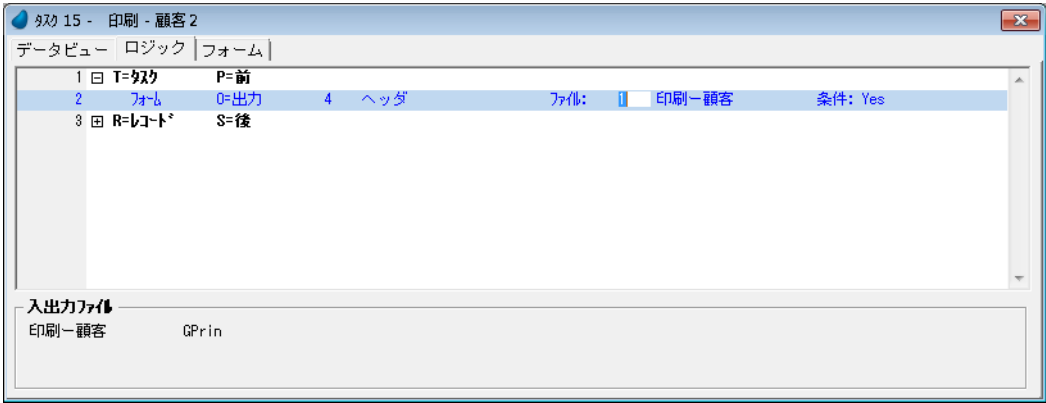 ﾀｽｸ 15 - 印刷 - 顧客2
データビュー ロジック フォーム
1 T=ﾀｽｸ P=前
2 ﾌｫｰﾑ O=出力 4 ヘッダ ﾌｧｲﾙ: 1 印刷ー顧客 条件: Yes
3 R=ﾚｺｰﾄﾞ S=後
入出力ﾌｧｲﾙ
印刷ー顧客 GPrin